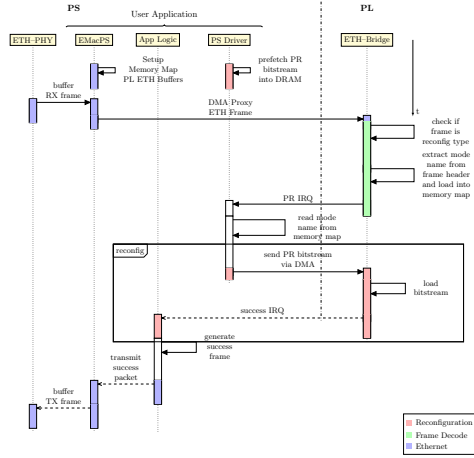 PS
PL
User Application
ETH–PHY
EMacPS
App Logic
PS Driver
ETH–Bridge
Setup
Memory Map
PL ETH Buffers
prefetch PR
bitstream
into DRAM
buffer
RX frame
DMA Proxy
ETH Frame
t
check if
frame is
reconfig type
extract mode
name from
frame header
and load into
memory map
PR IRQ
read mode
name from
memory map
reconfig
send PR bitstream
via DMA
load
bitstream
success IRQ
generate
success
frame
transmit
success
packet
buffer
TX frame
Reconfiguration
Frame Decode
Ethernet